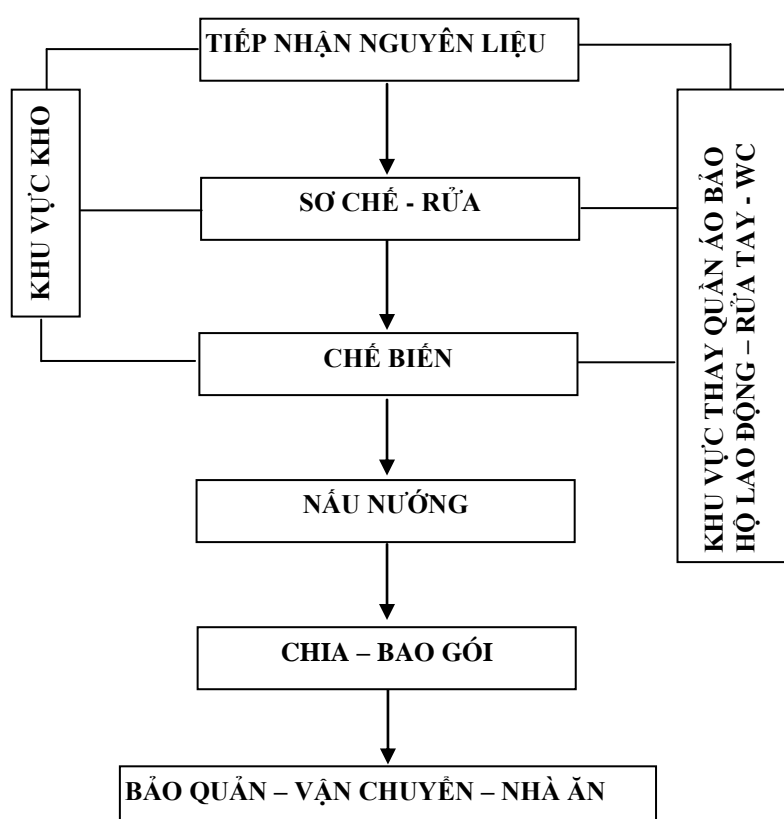 TIẾP NHẬN NGUYÊN LIỆU
KHU VỰC KHO
SƠ CHẾ - RỬA
KHU VỰC THAY QUẦN ÁO BẢO
HỘ LAO ĐỘNG – RỬA TAY - WC
CHẾ BIẾN
NẤU NƯỚNG
CHIA – BAO GÓI
BẢO QUẢN – VẬN CHUYỂN – NHÀ ĂN